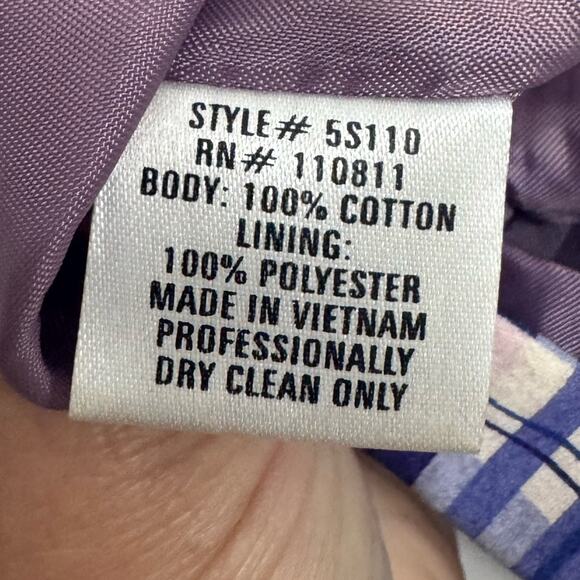 STYLE# 5S110
RN# 110811
BODY: 100% COTTON
LINING:
100% POLYESTER
MADE IN VIETNAM
PROFESSIONALLY
DRY CLEAN ONLY